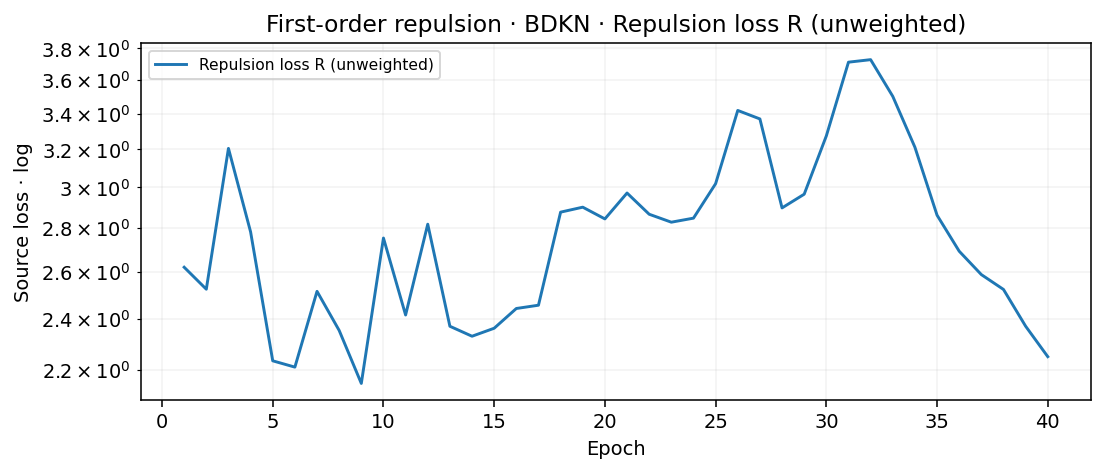 First-order repulsion · BDKN · Repulsion loss R (unweighted)
Repulsion loss R (unweighted)
Source loss · log
3.8 × 10⁰
3.6 × 10⁰
3.4 × 10⁰
3.2 × 10⁰
3 × 10⁰
2.8 × 10⁰
2.6 × 10⁰
2.4 × 10⁰
2.2 × 10⁰
0 5 10 15 20 25 30 35 40
Epoch